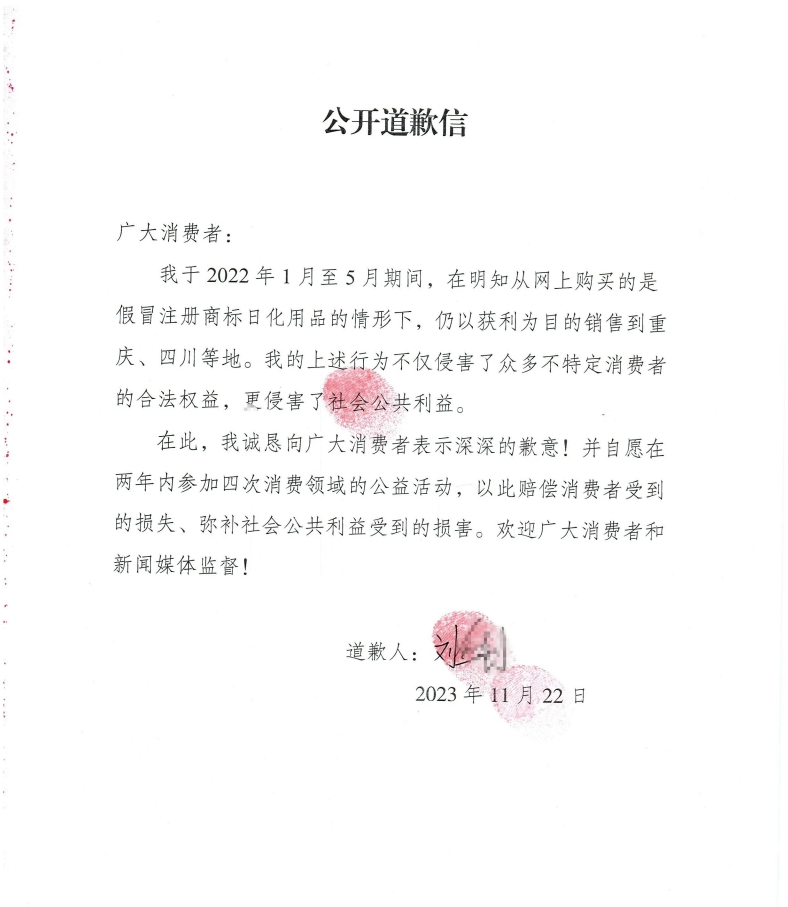 公开道歉信
广大消费者：
我于 2022 年 1 月至 5 月期间，在明知从网上购买的是
假冒注册商标日化用品的情形下，仍以获利为目的销售到重
庆、四川等地。我的上述行为不仅侵害了众多不特定消费者
的合法权益，更侵害了社会公共利益。
在此，我诚恳向广大消费者表示深深的歉意！并自愿在
两年内参加四次消费领域的公益活动，以此赔偿消费者受到
的损失、弥补社会公共利益受到的损害。欢迎广大消费者和
新闻媒体监督！
道歉人：刘
2023 年 11 月 22 日